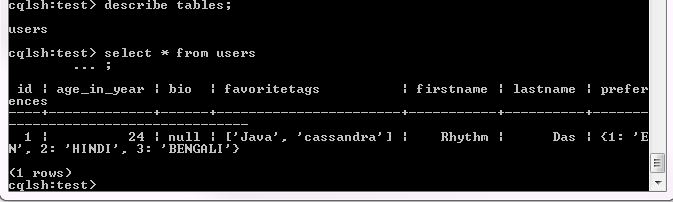 cqlsh:test> describe tables;
users
cqlsh:test> select * from users
... ;
id | age_in_year | bio | favoritetags | firstname | lastname | prefer
ences
----+-------------+------+-----------------------+-----------+----------+-------
-----------------------------
1 | 24 | null | ['Java', 'cassandra'] | Rhythm | Das | {1: 'E
N', 2: 'HINDI', 3: 'BENGALI'}
(1 rows)
cqlsh:test>